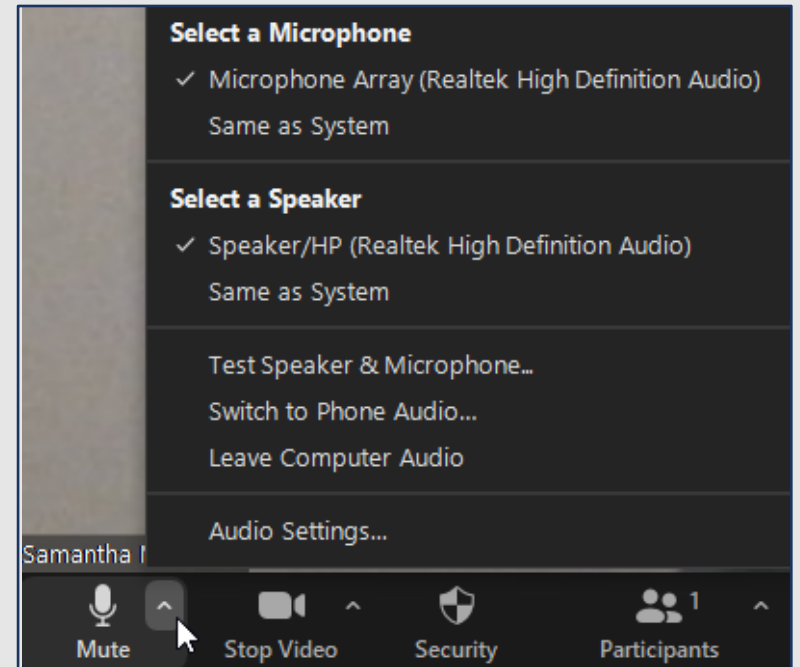 Select a Microphone
Microphone Array (Realtek High Definition Audio)
Same as System
Select a Speaker
Speaker/HP (Realtek High Definition Audio)
Same as System
Test Speaker & Microphone...
Switch to Phone Audio...
Leave Computer Audio
Audio Settings...
Samantha
1
Mute
Stop Video
Security
Participants